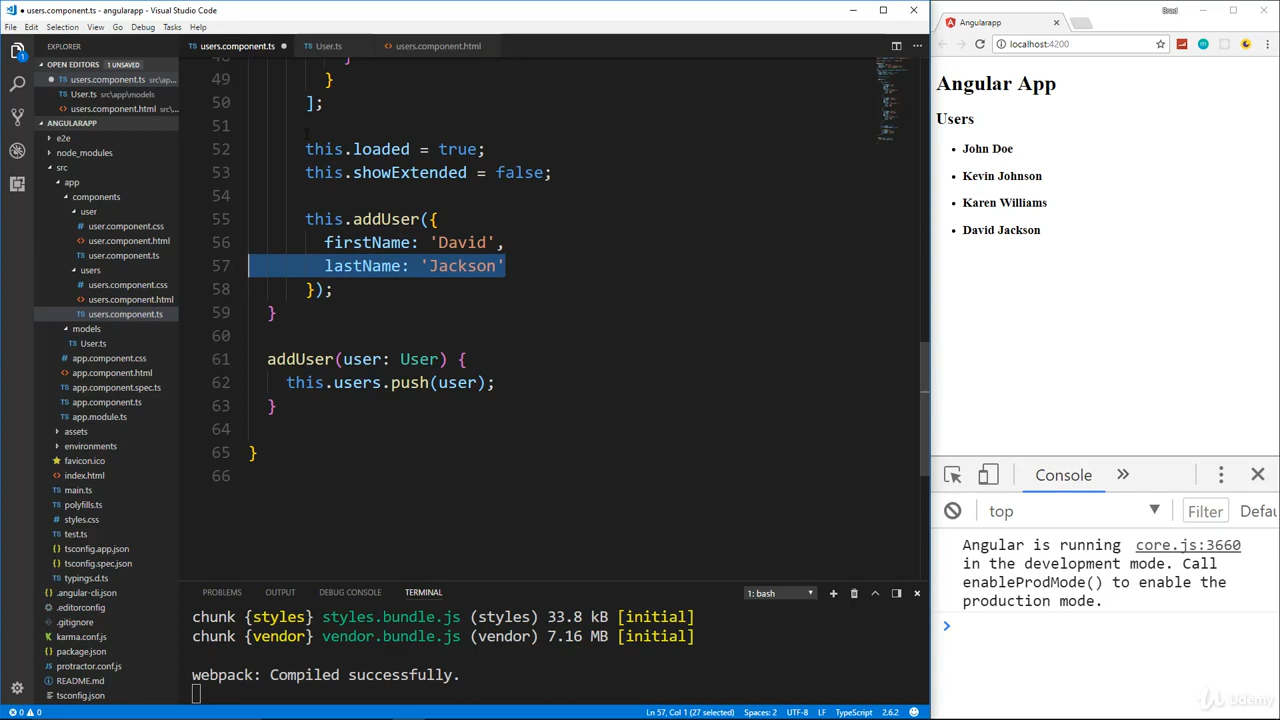 users.component.ts - angularapp - Visual Studio Code
File Edit Selection View Go Debug Tasks Help
EXPLORER
OPEN EDITORS 1 UNSAVED
users.component.ts src\ap...
User.ts src\app\models
users.component.html
ANGULARAPP
e2e
node_modules
src
app
components
user
user.component.css
user.component.html
user.component.ts
users
users.component.css
users.component.html
users.component.ts
models
User.ts
app.component.css
app.component.html
app.component.spec.ts
app.component.ts
app.module.ts
assets
environments
favicon.ico
index.html
main.ts
polyfills.ts
styles.css
test.ts
tsconfig.app.json
tsconfig.spec.json
typings.d.ts
.angular-cli.json
.editorconfig
.gitignore
karma.conf.js
package.json
protractor.conf.js
README.md
tsconfig.json
users.component.ts User.ts users.component.html
49 }
50 ];
51
52 this.loaded = true;
53 this.showExtended = false;
54
55 this.addUser({
56 firstName: 'David',
57 lastName: 'Jackson'
58 });
59 }
60
61 addUser(user: User) {
62 this.users.push(user);
63 }
64
65 }
66
PROBLEMS OUTPUT DEBUG CONSOLE TERMINAL 1: bash
chunk {styles} styles.bundle.js (styles) 33.8 kB [initial]
chunk {vendor} vendor.bundle.js (vendor) 7.16 MB [initial]
webpack: Compiled successfully.
0 0 Ln 57, Col 1 (27 selected) Spaces: 2 UTF-8 LF TypeScript 2.6.2
Brad
Angularapp
localhost:4200
Angular App
Users
John Doe
Kevin Johnson
Karen Williams
David Jackson
Console
top Filter Defau
Angular is running core.js:3660
in the development mode. Call
enableProdMode() to enable the
production mode.
Udemy